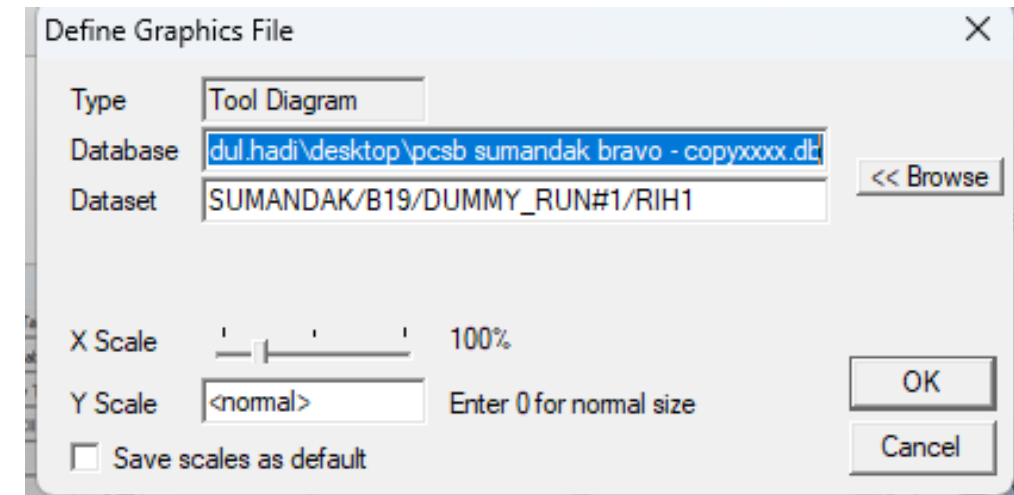 Define Graphics File
Type Tool Diagram
Database dul.hadi\desktop\pcsb sumandak bravo - copyxxxx.db
<< Browse
Dataset SUMANDAK/B19/DUMMY_RUN#1/RIH1
X Scale 100%
Y Scale <normal> Enter 0 for normal size
OK
Save scales as default
Cancel